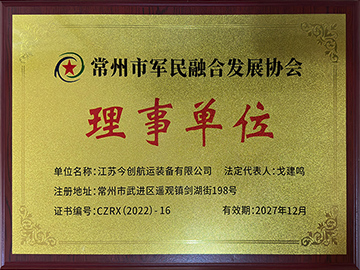 常州市军民融合发展协会
理事单位
单位名称:江苏今创航运装备有限公司 法定代表人:戈建鸣
注册地址:常州市武进区遥观镇剑湖街198号
证书编号:CZRX(2022)-16 有效期:2027年12月